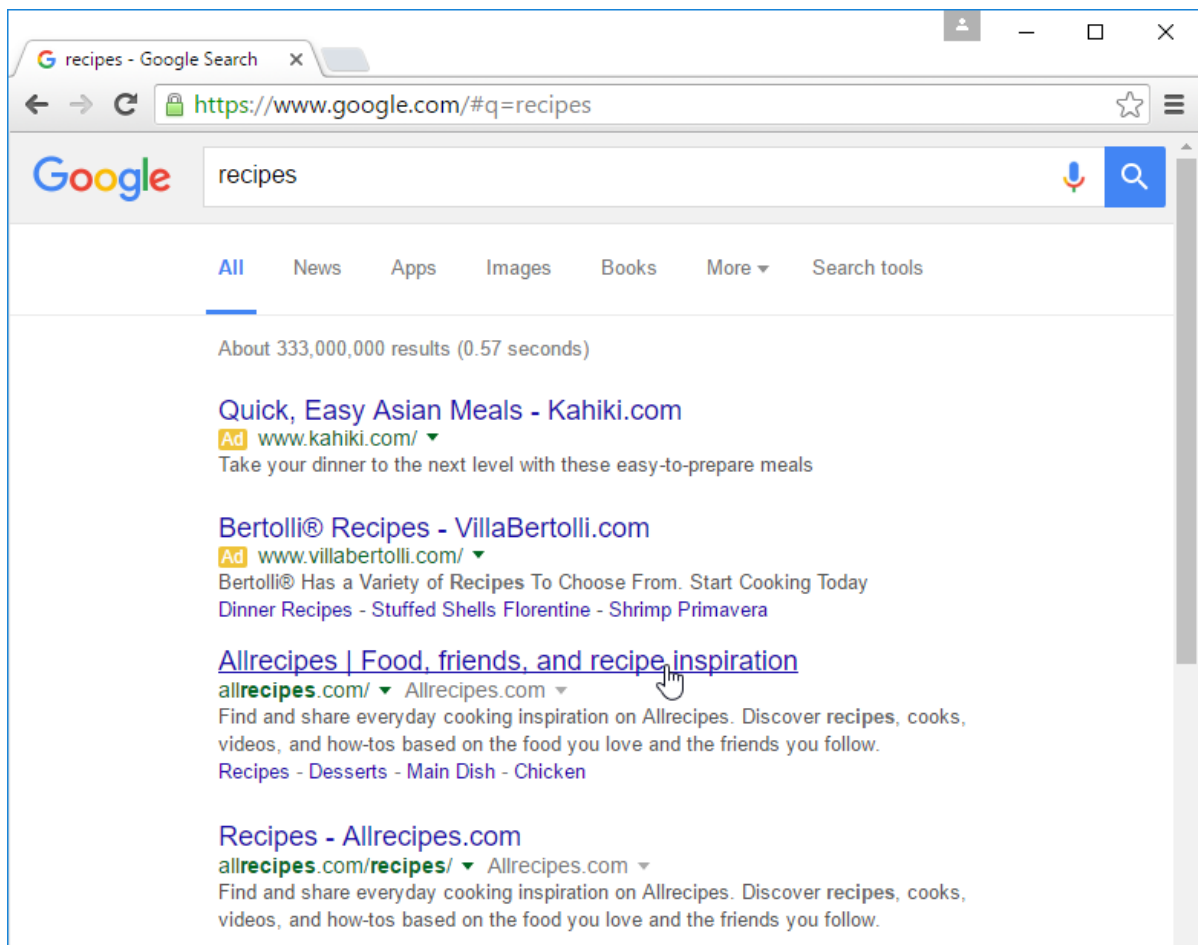 recipes - Google Search
https://www.google.com/#q=recipes
Google
recipes
All News Apps Images Books More Search tools
About 333,000,000 results (0.57 seconds)
Quick, Easy Asian Meals - Kahiki.com
Ad www.kahiki.com/
Take your dinner to the next level with these easy-to-prepare meals
Bertolli® Recipes - VillaBertolli.com
Ad www.villabertolli.com/
Bertolli® Has a Variety of Recipes To Choose From. Start Cooking Today
Dinner Recipes - Stuffed Shells Florentine - Shrimp Primavera
Allrecipes | Food, friends, and recipe inspiration
allrecipes.com/ Allrecipes.com
Find and share everyday cooking inspiration on Allrecipes. Discover recipes, cooks,
videos, and how-tos based on the food you love and the friends you follow.
Recipes - Desserts - Main Dish - Chicken
Recipes - Allrecipes.com
allrecipes.com/recipes/ Allrecipes.com
Find and share everyday cooking inspiration on Allrecipes. Discover recipes, cooks,
videos, and how-tos based on the food you love and the friends you follow.